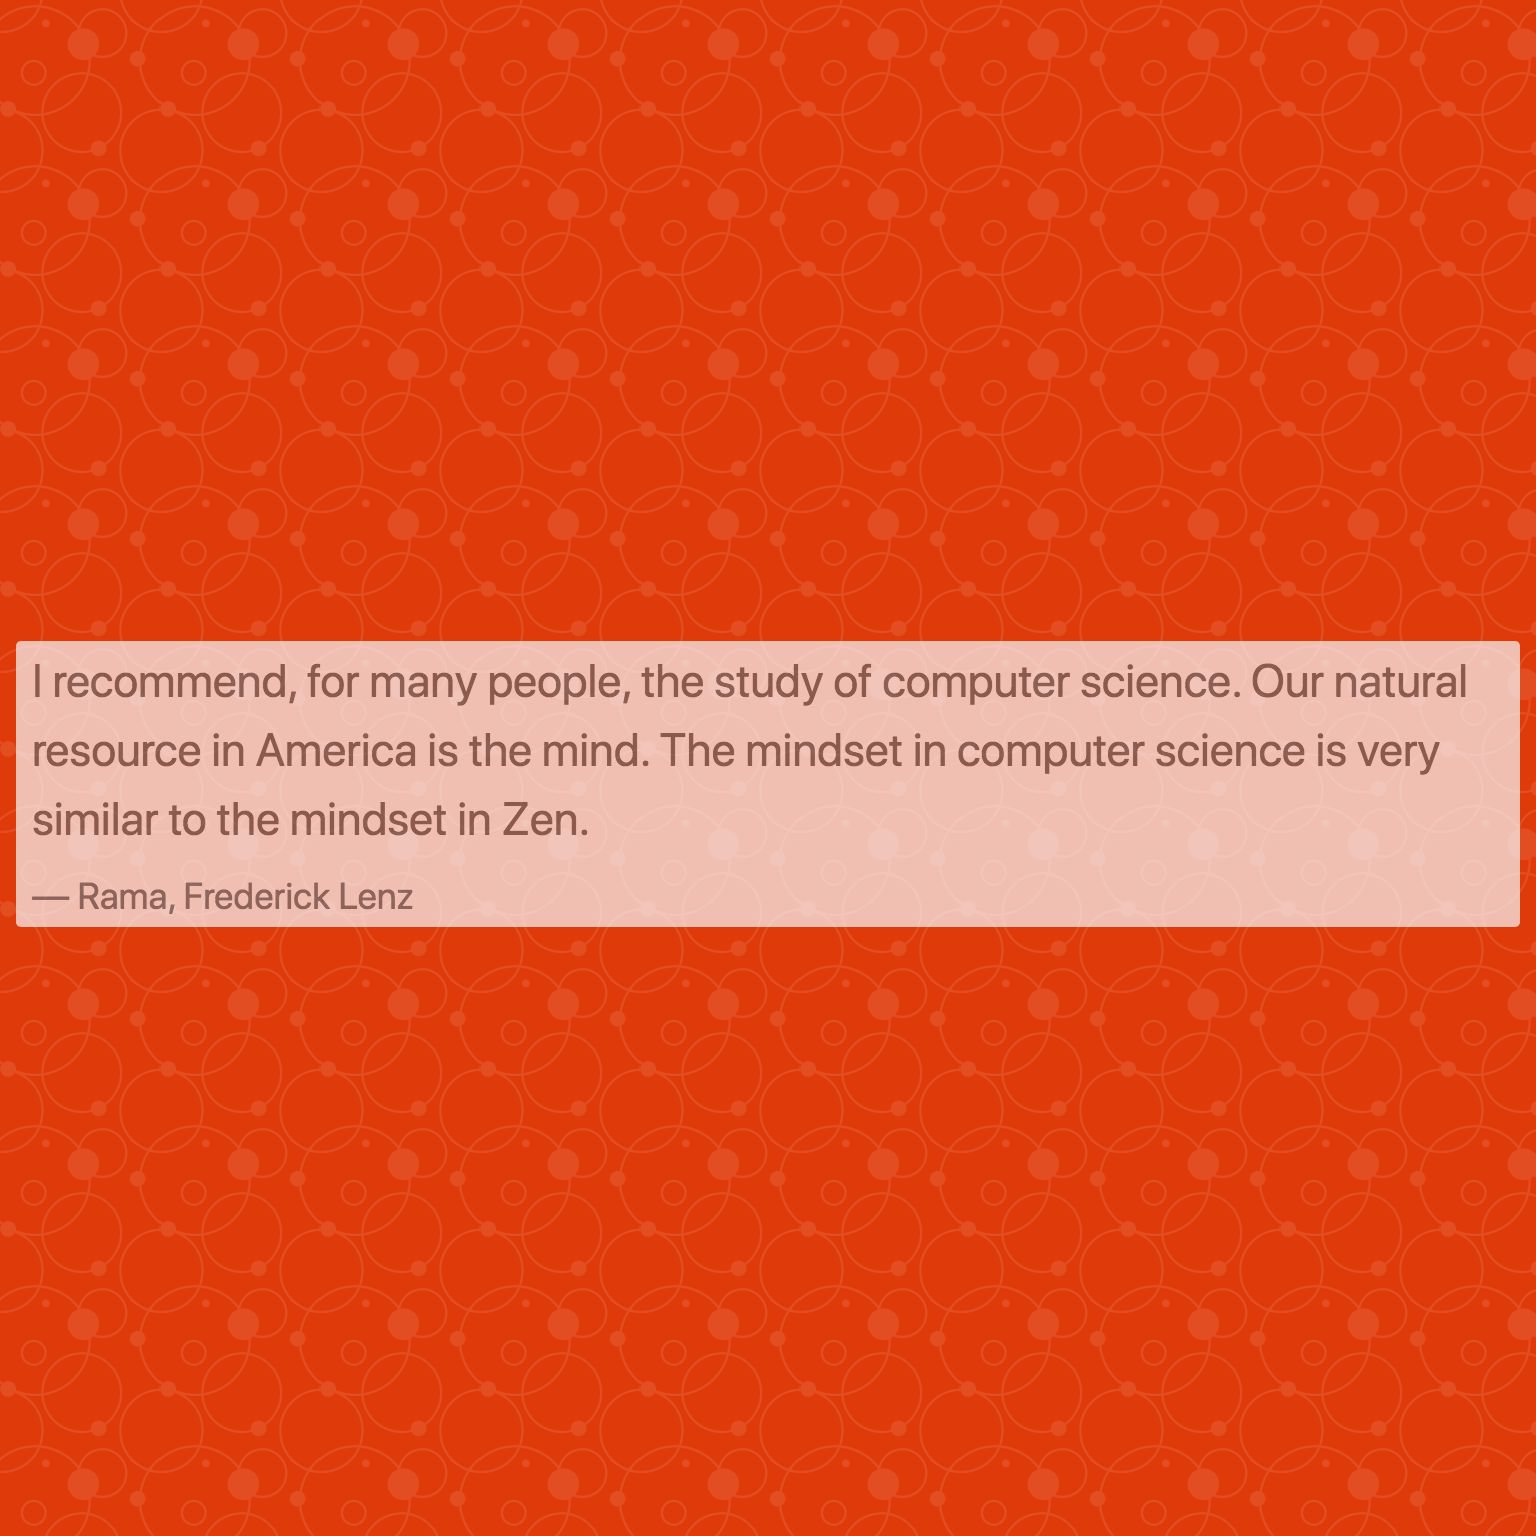 I recommend, for many people, the study of computer science. Our natural
resource in America is the mind. The mindset in computer science is very
similar to the mindset in Zen.
— Rama, Frederick Lenz